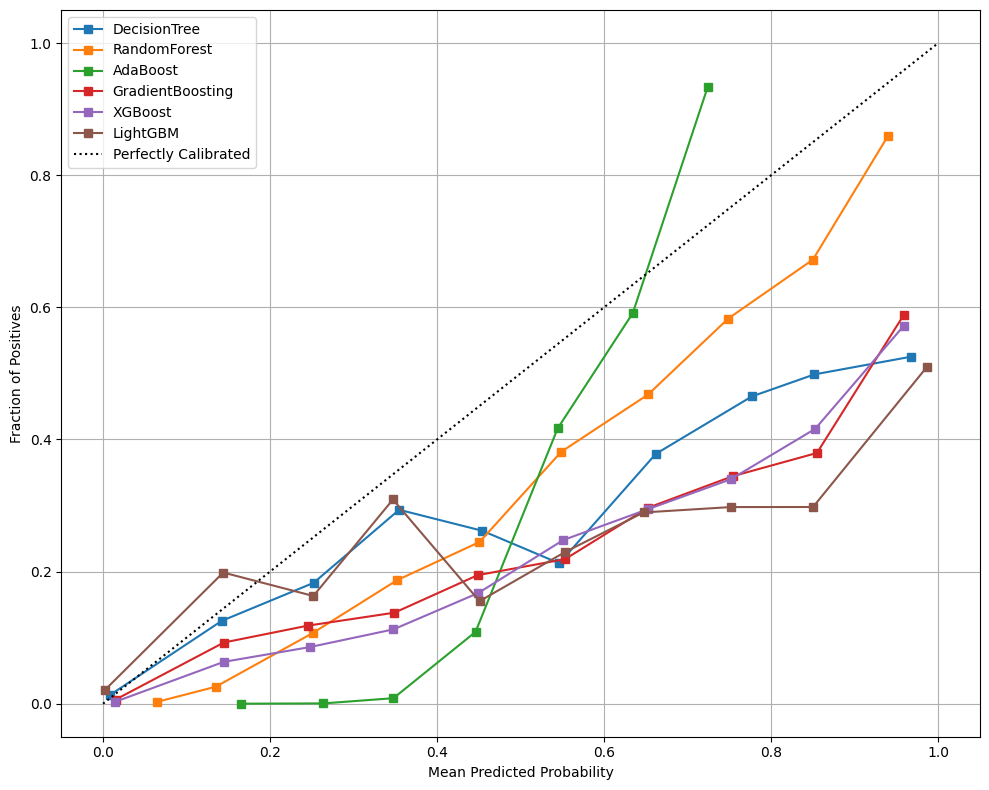 DecisionTree
RandomForest
AdaBoost
GradientBoosting
XGBoost
LightGBM
Perfectly Calibrated
1.0
0.8
0.6
0.4
0.2
0.0
Fraction of Positives
0.0 0.2 0.4 0.6 0.8 1.0
Mean Predicted Probability